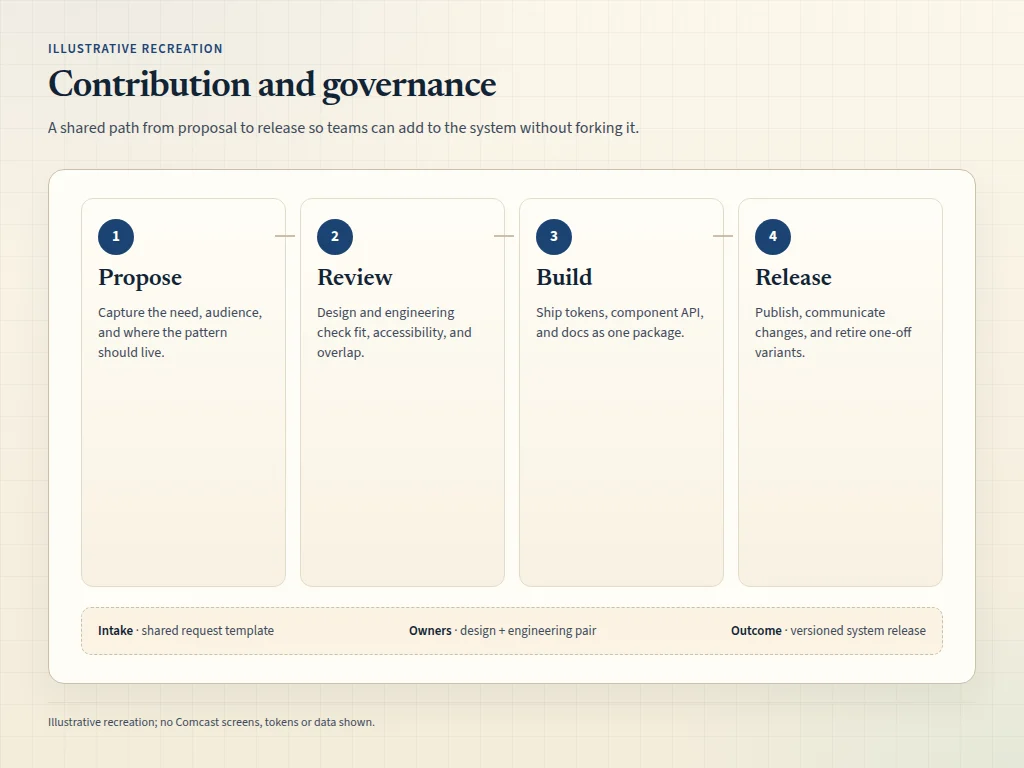 ILLUSTRATIVE RECREATION
Contribution and governance
A shared path from proposal to release so teams can add to the system without forking it.
1
Propose
Capture the need, audience,
and where the pattern
should live.
2
Review
Design and engineering
check fit, accessibility, and
overlap.
3
Build
Ship tokens, component API,
and docs as one package.
4
Release
Publish, communicate
changes, and retire one-off
variants.
Intake · shared request template
Owners · design + engineering pair
Outcome · versioned system release
Illustrative recreation; no Comcast screens, tokens or data shown.